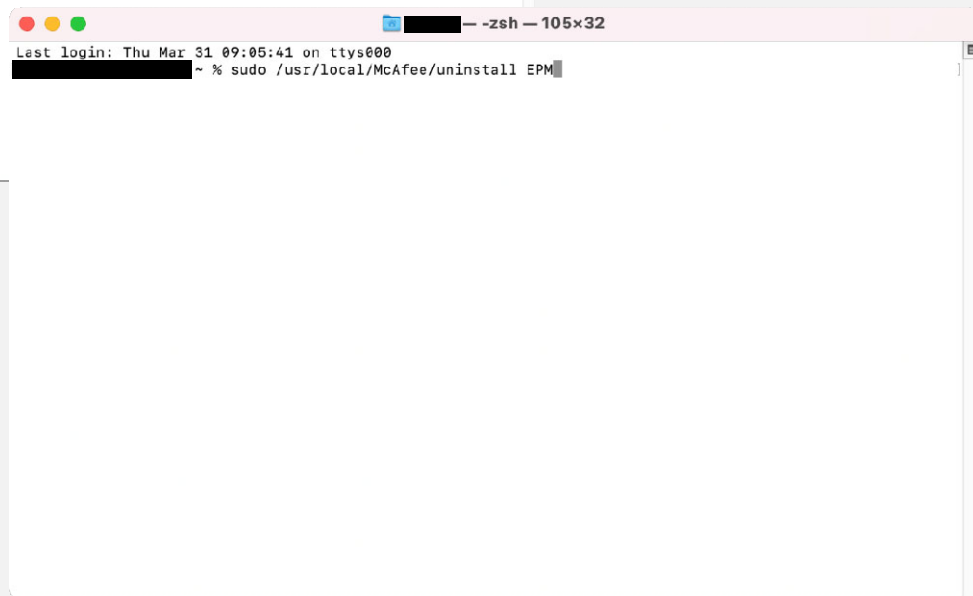 — -zsh — 105×32
Last login: Thu Mar 31 09:05:41 on ttys000
~ % sudo /usr/local/McAfee/uninstall EPM
]